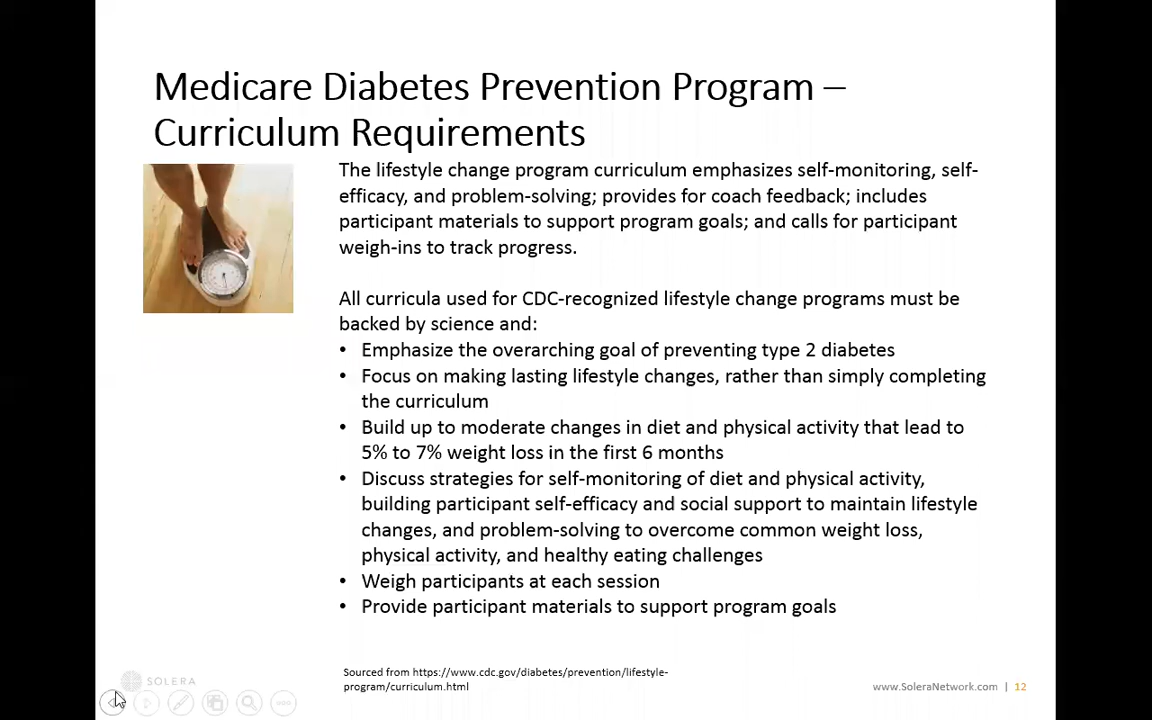 Medicare Diabetes Prevention Program –
Curriculum Requirements
The lifestyle change program curriculum emphasizes self-monitoring, self-
efficacy, and problem-solving; provides for coach feedback; includes
participant materials to support program goals; and calls for participant
weigh-ins to track progress.
All curricula used for CDC-recognized lifestyle change programs must be
backed by science and:
• Emphasize the overarching goal of preventing type 2 diabetes
• Focus on making lasting lifestyle changes, rather than simply completing
the curriculum
• Build up to moderate changes in diet and physical activity that lead to
5% to 7% weight loss in the first 6 months
• Discuss strategies for self-monitoring of diet and physical activity,
building participant self-efficacy and social support to maintain lifestyle
changes, and problem-solving to overcome common weight loss,
physical activity, and healthy eating challenges
• Weigh participants at each session
• Provide participant materials to support program goals
Sourced from https://www.cdc.gov/diabetes/prevention/lifestyle-
program/curriculum.html
SOLERA
www.SoleraNetwork.com | 12